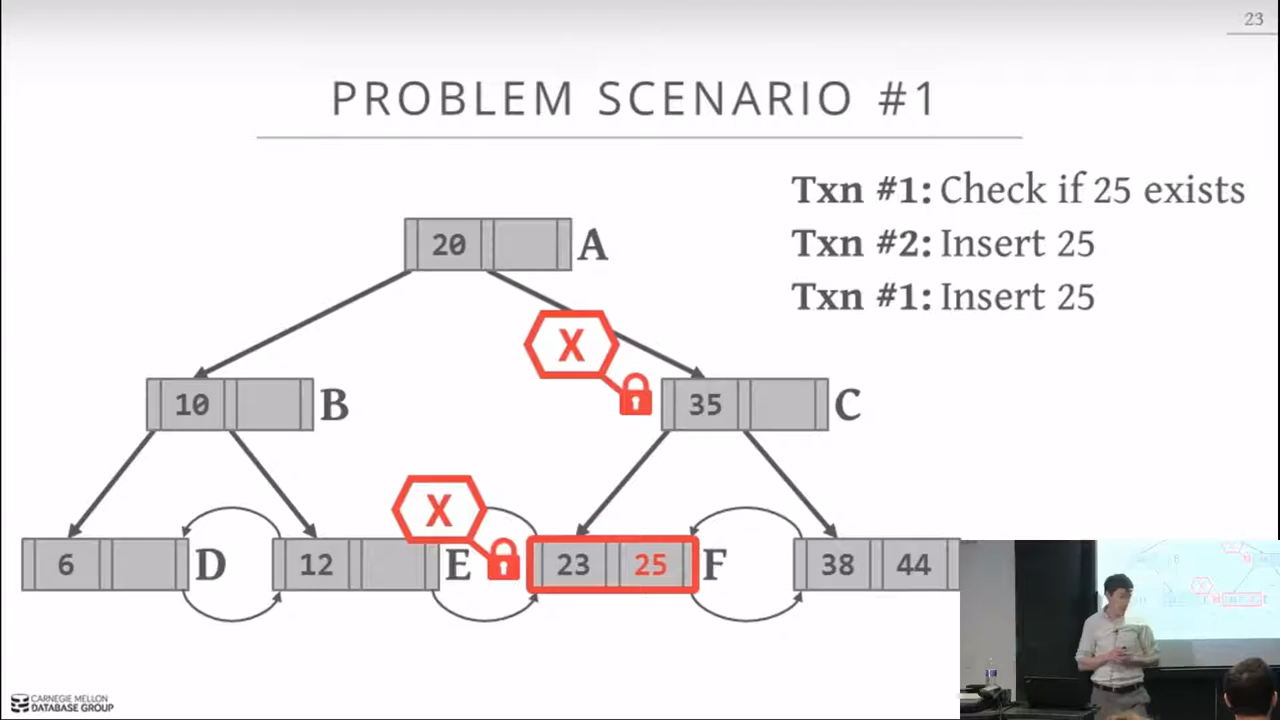 23
PROBLEM SCENARIO #1
Txn #1: Check if 25 exists
Txn #2: Insert 25
Txn #1: Insert 25
20 A
X
10 B
35 C
X
6 D
12 E
23 25 F
38 44
CARNEGIE MELLON
DATABASE GROUP